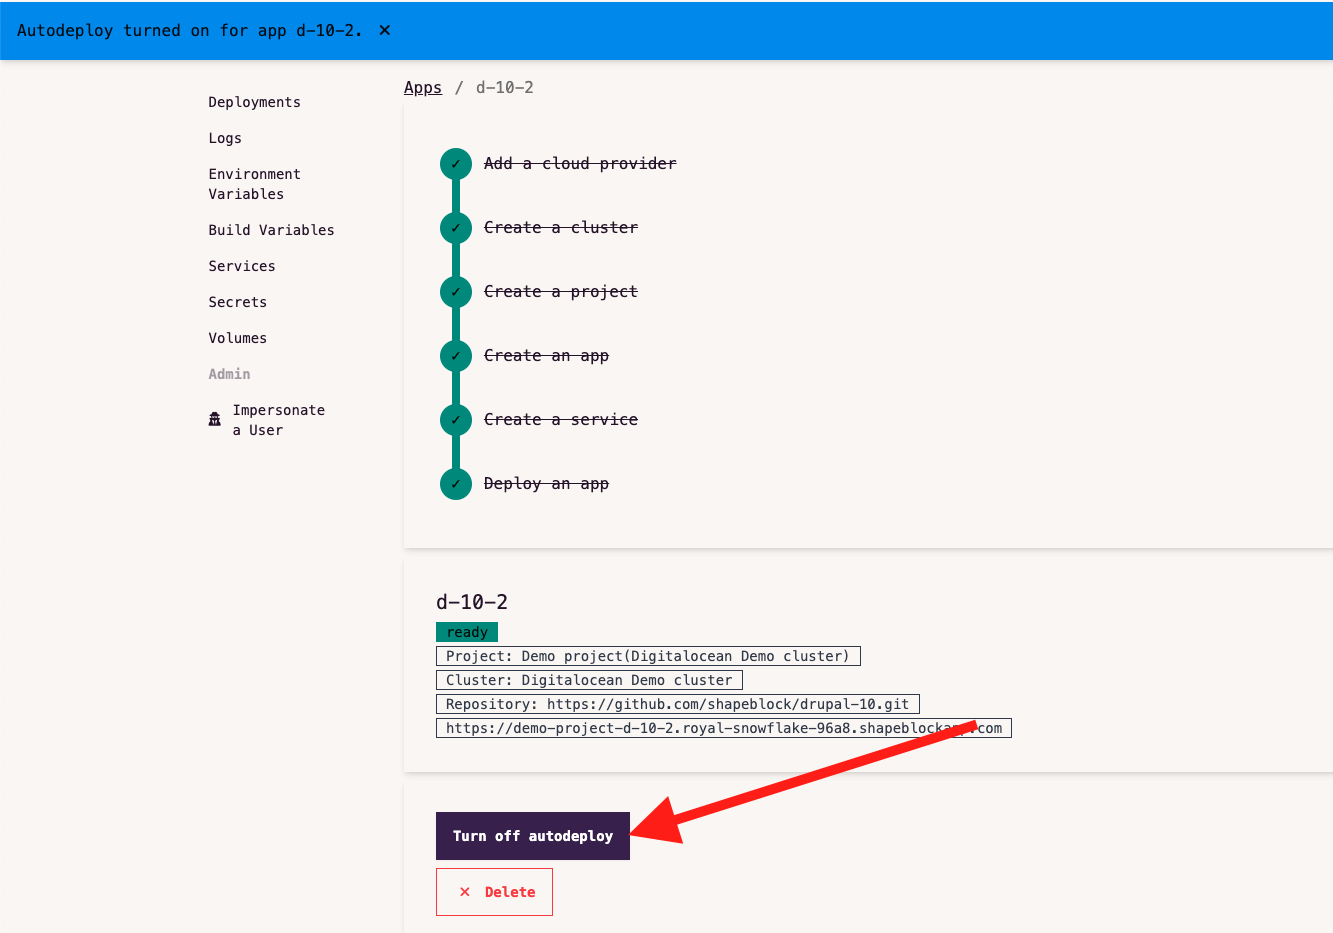 Autodeploy turned on for app d-10-2. ✕
Apps / d-10-2
Deployments
Logs
Environment
Variables
Build Variables
Services
Secrets
Volumes
Admin
Impersonate
a User
✓ Add a cloud provider
✓ Create a cluster
✓ Create a project
✓ Create an app
✓ Create a service
✓ Deploy an app
d-10-2
ready
Project: Demo project(Digitalocean Demo cluster)
Cluster: Digitalocean Demo cluster
Repository: https://github.com/shapeblock/drupal-10.git
https://demo-project-d-10-2.royal-snowflake-96a8.shapeblockapp.com
Turn off autodeploy
✕ Delete